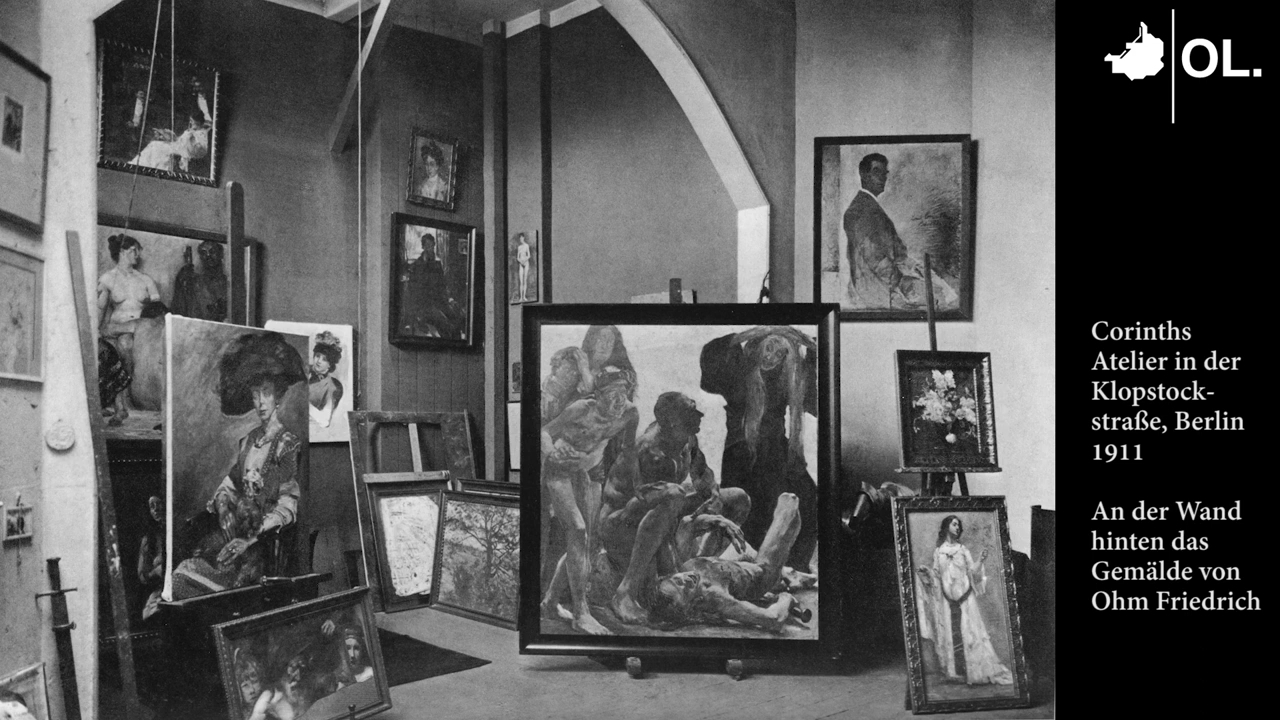 OL.
Corinths
Atelier in der
Klopstock-
straße, Berlin
1911
An der Wand
hinten das
Gemälde von
Ohm Friedrich